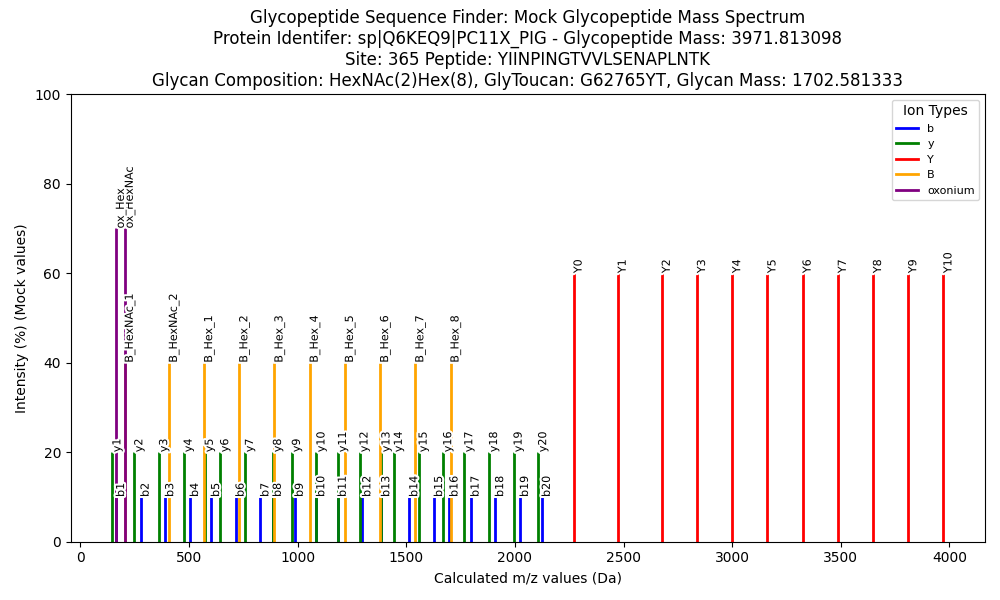 Glycopeptide Sequence Finder: Mock Glycopeptide Mass Spectrum
Protein Identifer: sp|Q6KEQ9|PC11X_PIG - Glycopeptide Mass: 3971.813098
Site: 365 Peptide: YIINPINGTVVLSENAPLNTK
Glycan Composition: HexNAc(2)Hex(8), GlyToucan: G62765YT, Glycan Mass: 1702.581333
Intensity (%) (Mock values)
100
80
60
40
20
0
Ion Types
b
y
Y
B
oxonium
ox_Hex
ox_HexNAc
B_HexNAc_1
B_HexNAc_2
B_Hex_1
B_Hex_2
B_Hex_3
B_Hex_4
B_Hex_5
B_Hex_6
B_Hex_7
B_Hex_8
Y0
Y1
Y2
Y3
Y4
Y5
Y6
Y7
Y8
Y9
Y10
y1
y2
y3
y4
y5
y6
y7
y8
y9
y10
y11
y12
y13
y14
y15
y16
y17
y18
y19
y20
b1
b2
b3
b4
b5
b6
b7
b8
b9
b10
b11
b12
b13
b14
b15
b16
b17
b18
b19
b20
0
500
1000
1500
2000
2500
3000
3500
4000
Calculated m/z values (Da)